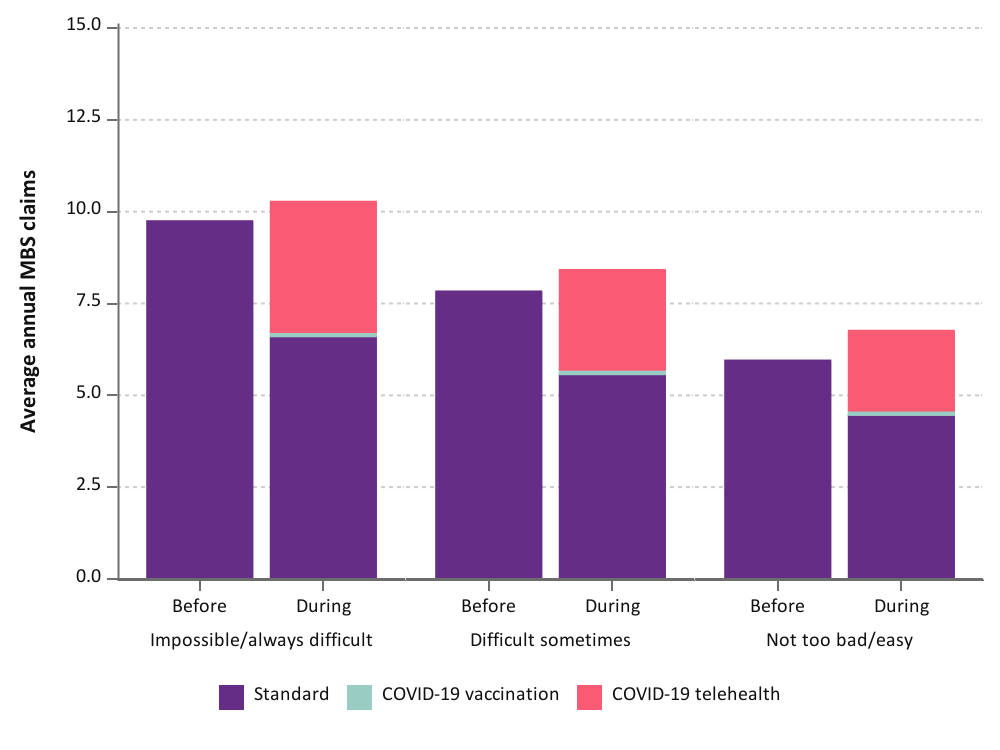 15.0
12.5
10.0
7.5
5.0
2.5
0.0
Average annual MBS claims
Before During Before During Before During
Impossible/always difficult Difficult sometimes Not too bad/easy
Standard COVID-19 vaccination COVID-19 telehealth